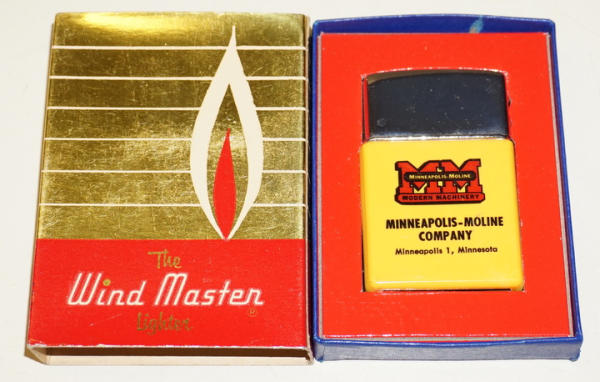 The
Wind Master
Lighter
®
MM
MINNEAPOLIS-MOLINE
MODERN MACHINERY
MINNEAPOLIS-MOLINE
COMPANY
Minneapolis 1, Minnesota